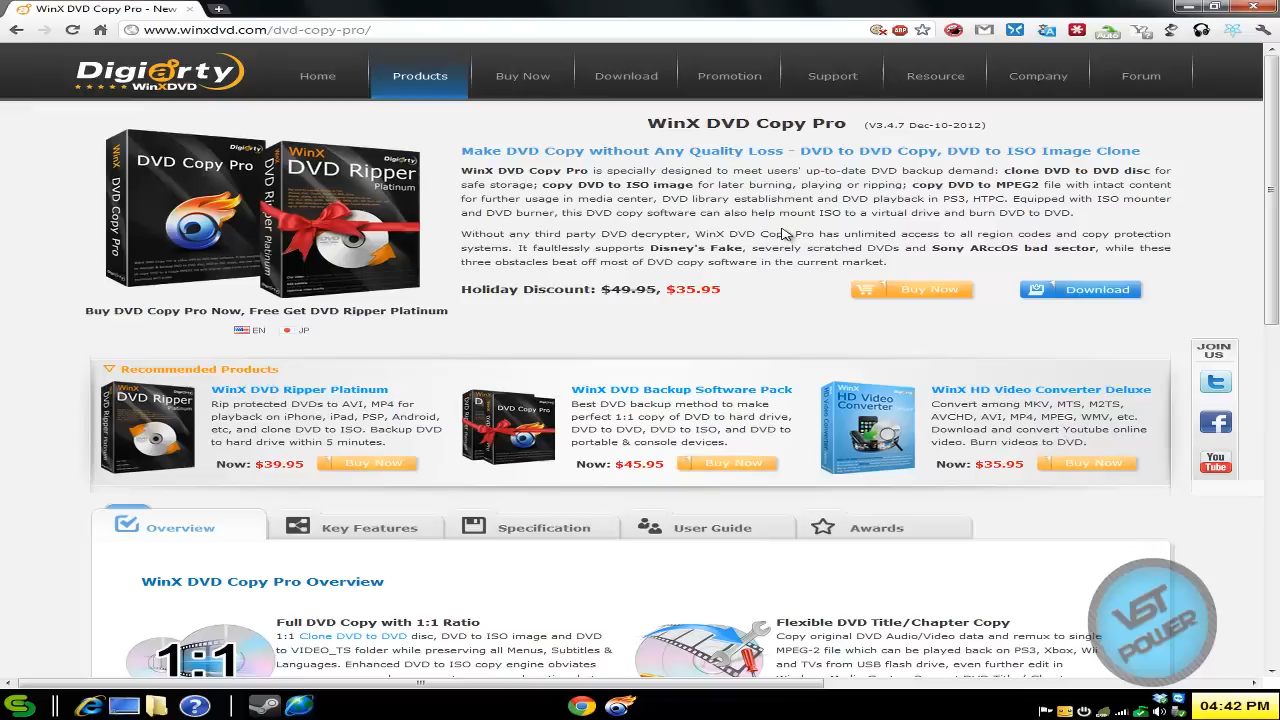 WinX DVD Copy Pro - New
www.winxdvd.com/dvd-copy-pro/
Digiarty
WinXDVD
Home
Products
Buy Now
Download
Promotion
Support
Resource
Company
Forum
WinX DVD Copy Pro (V3.4.7 Dec-10-2012)
Make DVD Copy without Any Quality Loss - DVD to DVD Copy, DVD to ISO Image Clone
WinX DVD Copy Pro is specially designed to meet users' up-to-date DVD backup demand: clone DVD to DVD disc for
safe storage; copy DVD to ISO image for later burning, playing or ripping; copy DVD to MPEG2 file with intact content
for further usage in media center, DVD library establishment and DVD playback in PS3, HTPC. Equipped with ISO mounter
and DVD burner, this DVD copy software can also help mount ISO to a virtual drive and burn DVD to DVD.
Without any third party DVD decrypter, WinX DVD Copy Pro has unlimited access to all region codes and copy protection
systems. It faultlessly supports Disney's Fake, severely scratched DVDs and Sony ARccOS bad sector, while these
three obstacles beat off most of DVD copy software in the current market.
Holiday Discount: $49.95, $35.95
Buy Now
Download
DVD Copy Pro
Digiarty
DVD Copy Pro
WinX
DVD Ripper
Platinum
Digiarty
Buy DVD Copy Pro Now, Free Get DVD Ripper Platinum
EN
JP
JOIN
US
You
Tube
Recommended Products
WinX DVD Ripper Platinum
Rip protected DVDs to AVI, MP4 for
playback on iPhone, iPad, PSP, Android,
etc, and clone DVD to ISO. Backup DVD
to hard drive within 5 minutes.
Now: $39.95
Buy Now
WinX DVD Backup Software Pack
Best DVD backup method to make
perfect 1:1 copy of DVD to hard drive,
DVD to DVD, DVD to ISO, and DVD to
portable & console devices.
Now: $45.95
Buy Now
WinX HD Video Converter Deluxe
Convert among MKV, MTS, M2TS,
AVCHD, AVI, MP4, MPEG, WMV, etc.
Download and convert Youtube online
video. Burn videos to DVD.
Now: $35.95
Buy Now
DVD Ripper
DVD Copy Pro
WinX
HD Video
Converter
Overview
Key Features
Specification
User Guide
Awards
WinX DVD Copy Pro Overview
1:1
Full DVD Copy with 1:1 Ratio
1:1 Clone DVD to DVD disc, DVD to ISO image and DVD
to VIDEO_TS folder while preserving all Menus, Subtitles &
Languages. Enhanced DVD to ISO copy engine obviates
Flexible DVD Title/Chapter Copy
Copy original DVD Audio/Video data and remux to single
MPEG-2 file which can be played back on PS3, Xbox, Wii
and TVs from USB flash drive, even further edit in
VST
POWER
04:42 PM